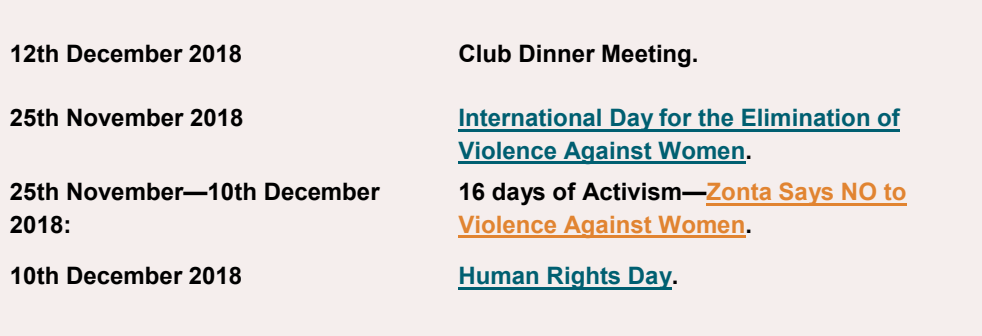 12th December 2018 Club Dinner Meeting.
25th November 2018 International Day for the Elimination of
Violence Against Women.
25th November—10th December 16 days of Activism—Zonta Says NO to
2018: Violence Against Women.
10th December 2018 Human Rights Day.